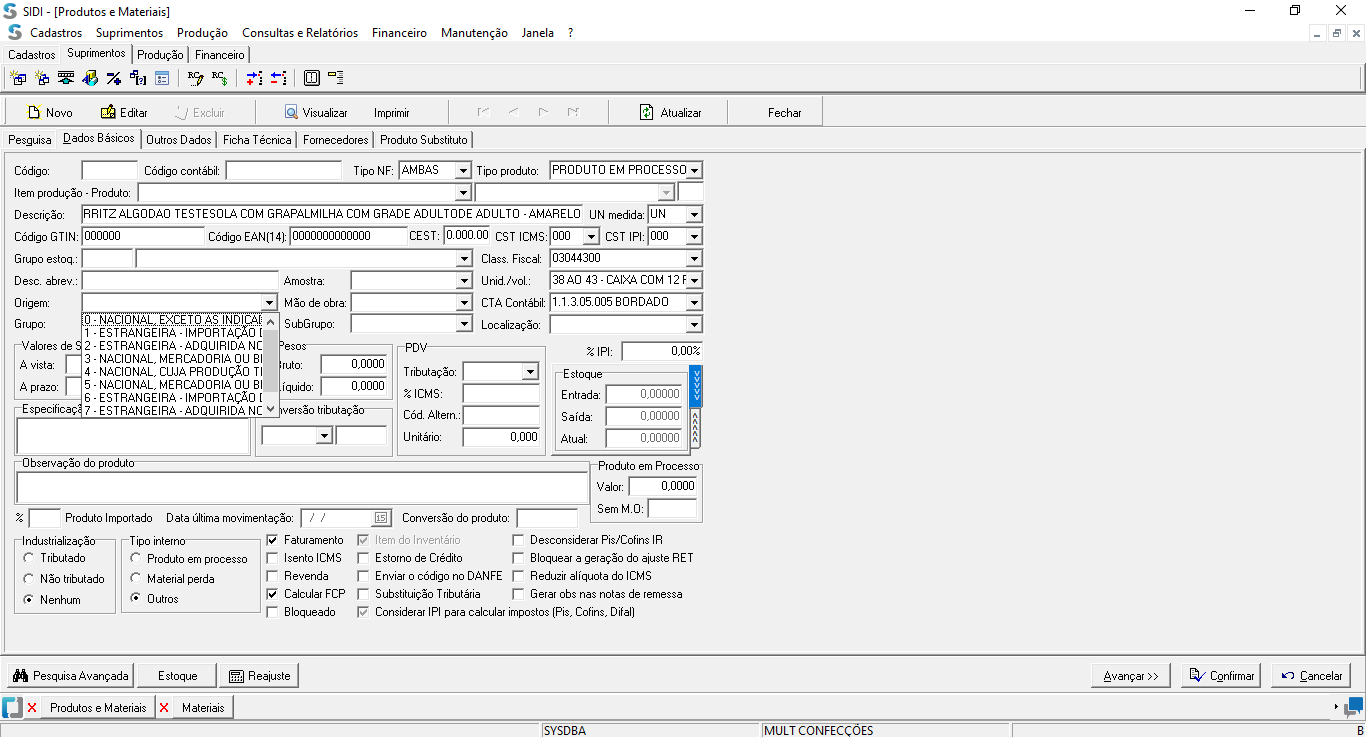 SIDI - [Produtos e Materiais]
Cadastros Suprimentos Produção Consultas e Relatórios Financeiro Manutenção Janela ?
Cadastros Suprimentos Produção Financeiro
Novo Editar Excluir Visualizar Imprimir Atualizar Fechar
Pesquisa Dados Básicos Outros Dados Ficha Técnica Fornecedores Produto Substituto
Código: Código contábil: Tipo NF: AMBAS Tipo produto: PRODUTO EM PROCESSO
Item produção - Produto:
Descrição: RRITZ ALGODAO TESTESOLA COM GRAPALMILHA COM GRADE ADULTODE ADULTO - AMARELO UN medida: UN
Código GTIN: 000000 Código EAN(14): 0000000000000 CEST: 0.000.00 CST ICMS: 000 CST IPI: 000
Grupo estoq.: Class. Fiscal: 03044300
Desc. abrev.: Amostra: Unid./vol.: 38 AO 43 - CAIXA COM 12 F
Origem: Mão de obra: CTA Contábil: 1.1.3.05.005 BORDADO
Grupo: SubGrupo: Localização:
0 - NACIONAL, EXCETO AS INDICAD
1 - ESTRANGEIRA - IMPORTAÇÃO D
2 - ESTRANGEIRA - ADQUIRIDA NO
3 - NACIONAL, MERCADORIA OU BE
4 - NACIONAL, CUJA PRODUÇÃO TE
5 - NACIONAL, MERCADORIA OU BE
6 - ESTRANGEIRA - IMPORTAÇÃO D
7 - ESTRANGEIRA - ADQUIRIDA NO
Valores de S Pesos PDV % IPI: 0,00%
A vista: Bruto: 0,0000 Tributação: Estoque
A prazo: íquido: 0,0000 % ICMS: Entrada: 0,00000
Especificaçã nversão tributação Cód. Altern.: Saída: 0,00000
Unitário: 0,000 Atual: 0,00000
Observação do produto Produto em Processo
Valor: 0,0000
Sem M.O:
% Produto Importado Data última movimentação: / / 15 Conversão do produto:
Industrialização Tipo interno Faturamento Item do Inventário Desconsiderar Pis/Cofins IR
Tributado Produto em processo Isento ICMS Estorno de Crédito Bloquear a geração do ajuste RET
Não tributado Material perda Revenda Enviar o código no DANFE Reduzir alíquota do ICMS
Nenhum Outros Calcular FCP Substituição Tributária Gerar obs nas notas de remessa
Bloqueado Considerar IPI para calcular impostos (Pis, Cofins, Difal)
Pesquisa Avançada Estoque Reajuste Avançar >> Confirmar Cancelar
Produtos e Materiais Materiais
SYSDBA MULT CONFECÇÕES B